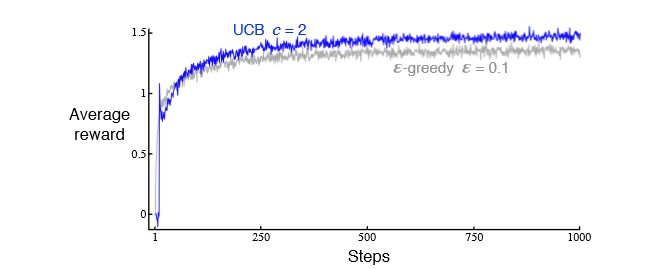 1.5
UCB c = 2
ε-greedy ε = 0.1
1
Average
reward
0.5
0
1
250
500
750
1000
Steps